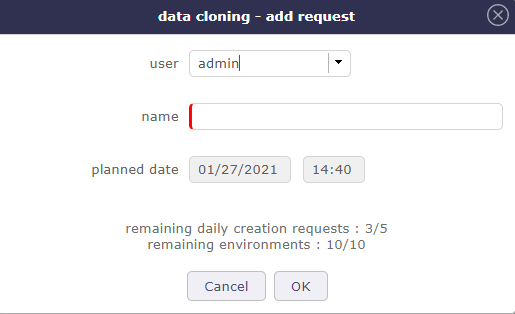 data cloning - add request
user admin
name
planned date 01/27/2021 14:40
remaining daily creation requests : 3/5
remaining environments : 10/10
Cancel OK